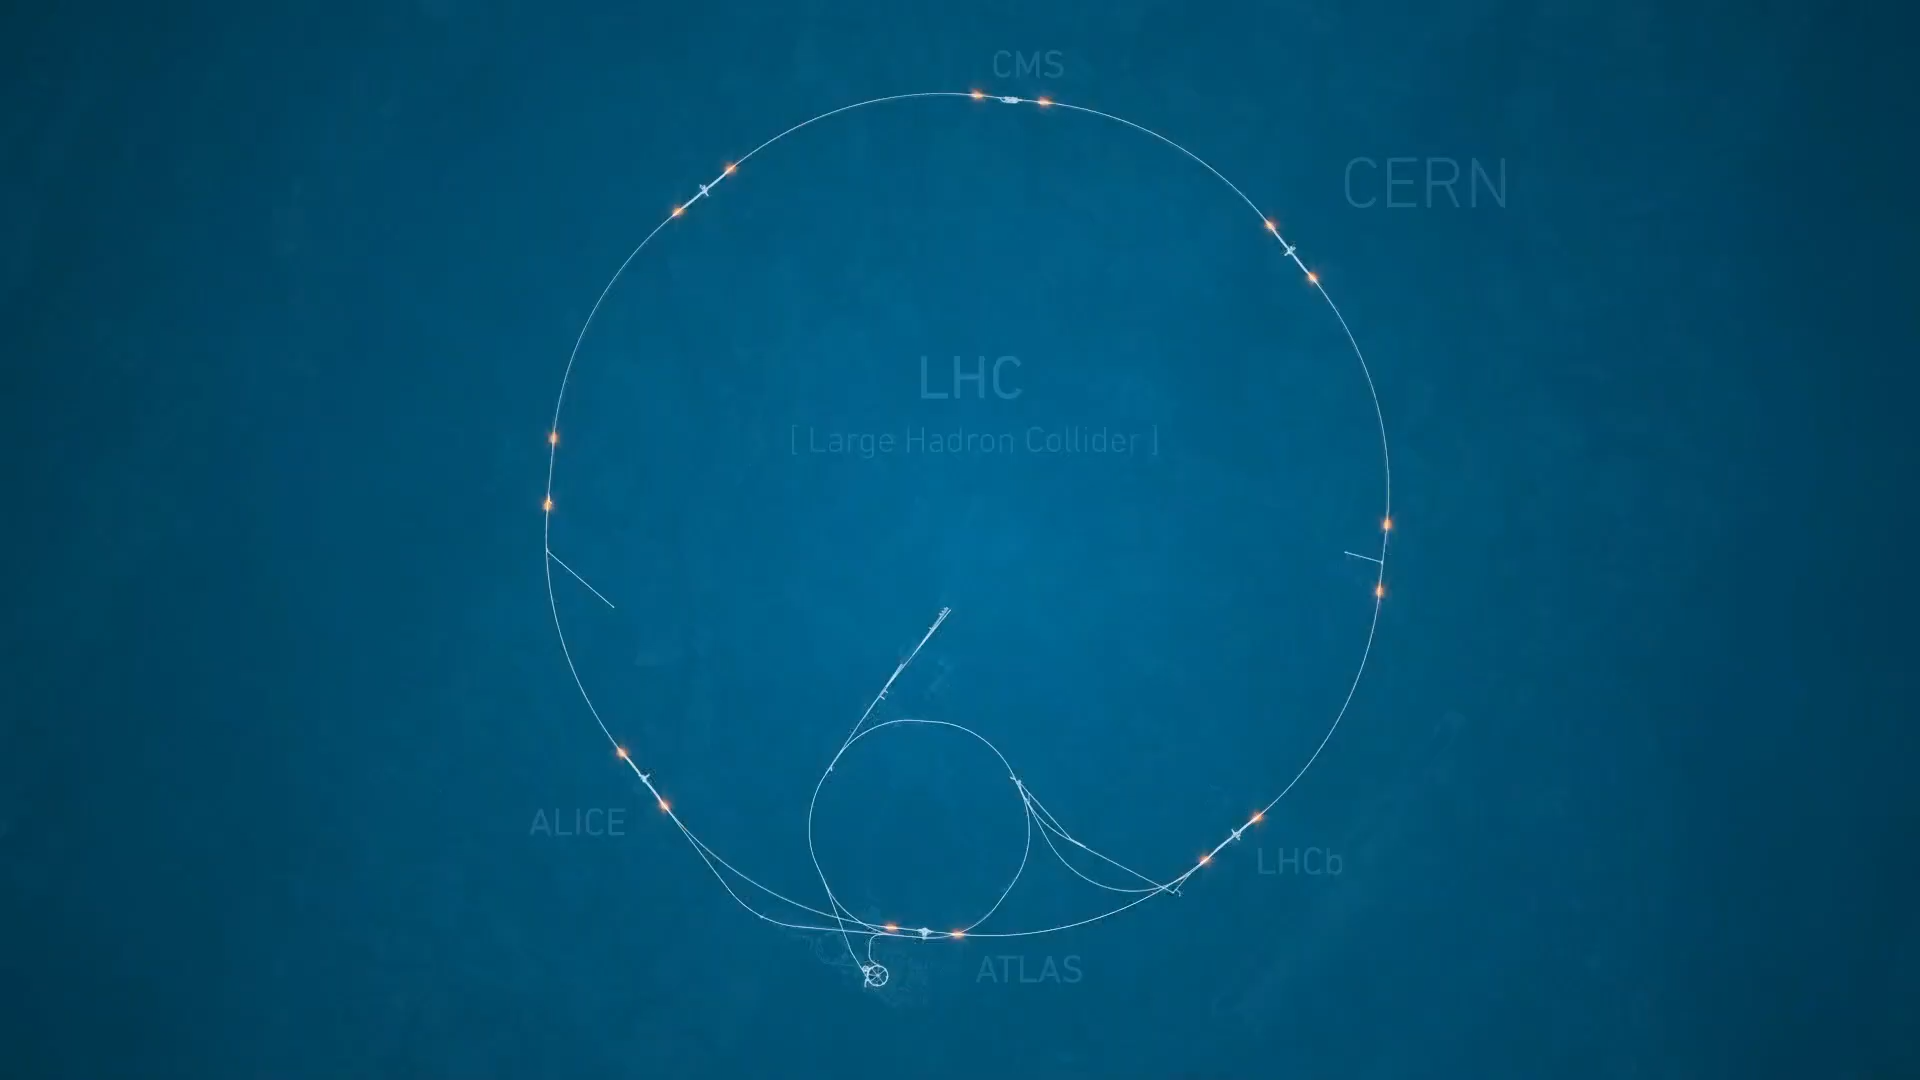 CMS
CERN
LHC
[ Large Hadron Collider ]
ALICE
LHCb
ATLAS